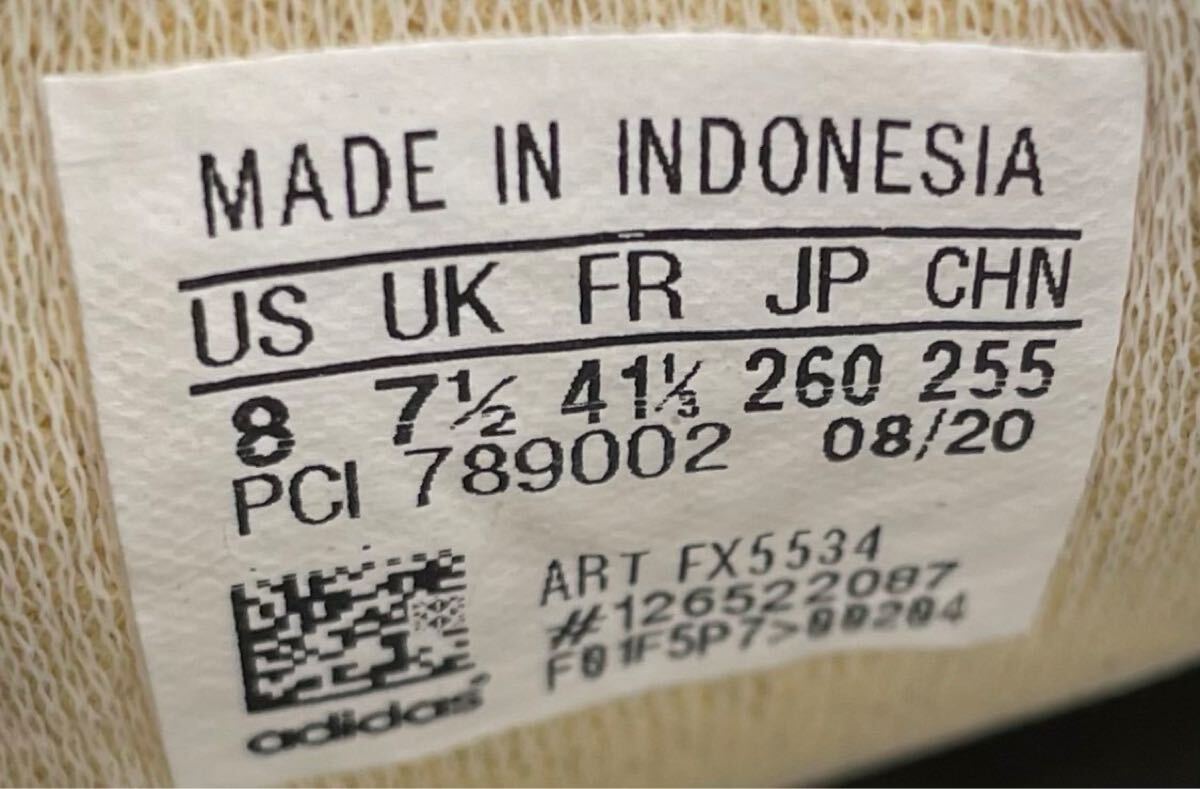 MADE IN INDONESIA
US UK FR JP CHN
8 7½ 41⅓ 260 255
PCI 789002 08/20
ART FX5534
#126522087
F01F5P7>00204
adidas